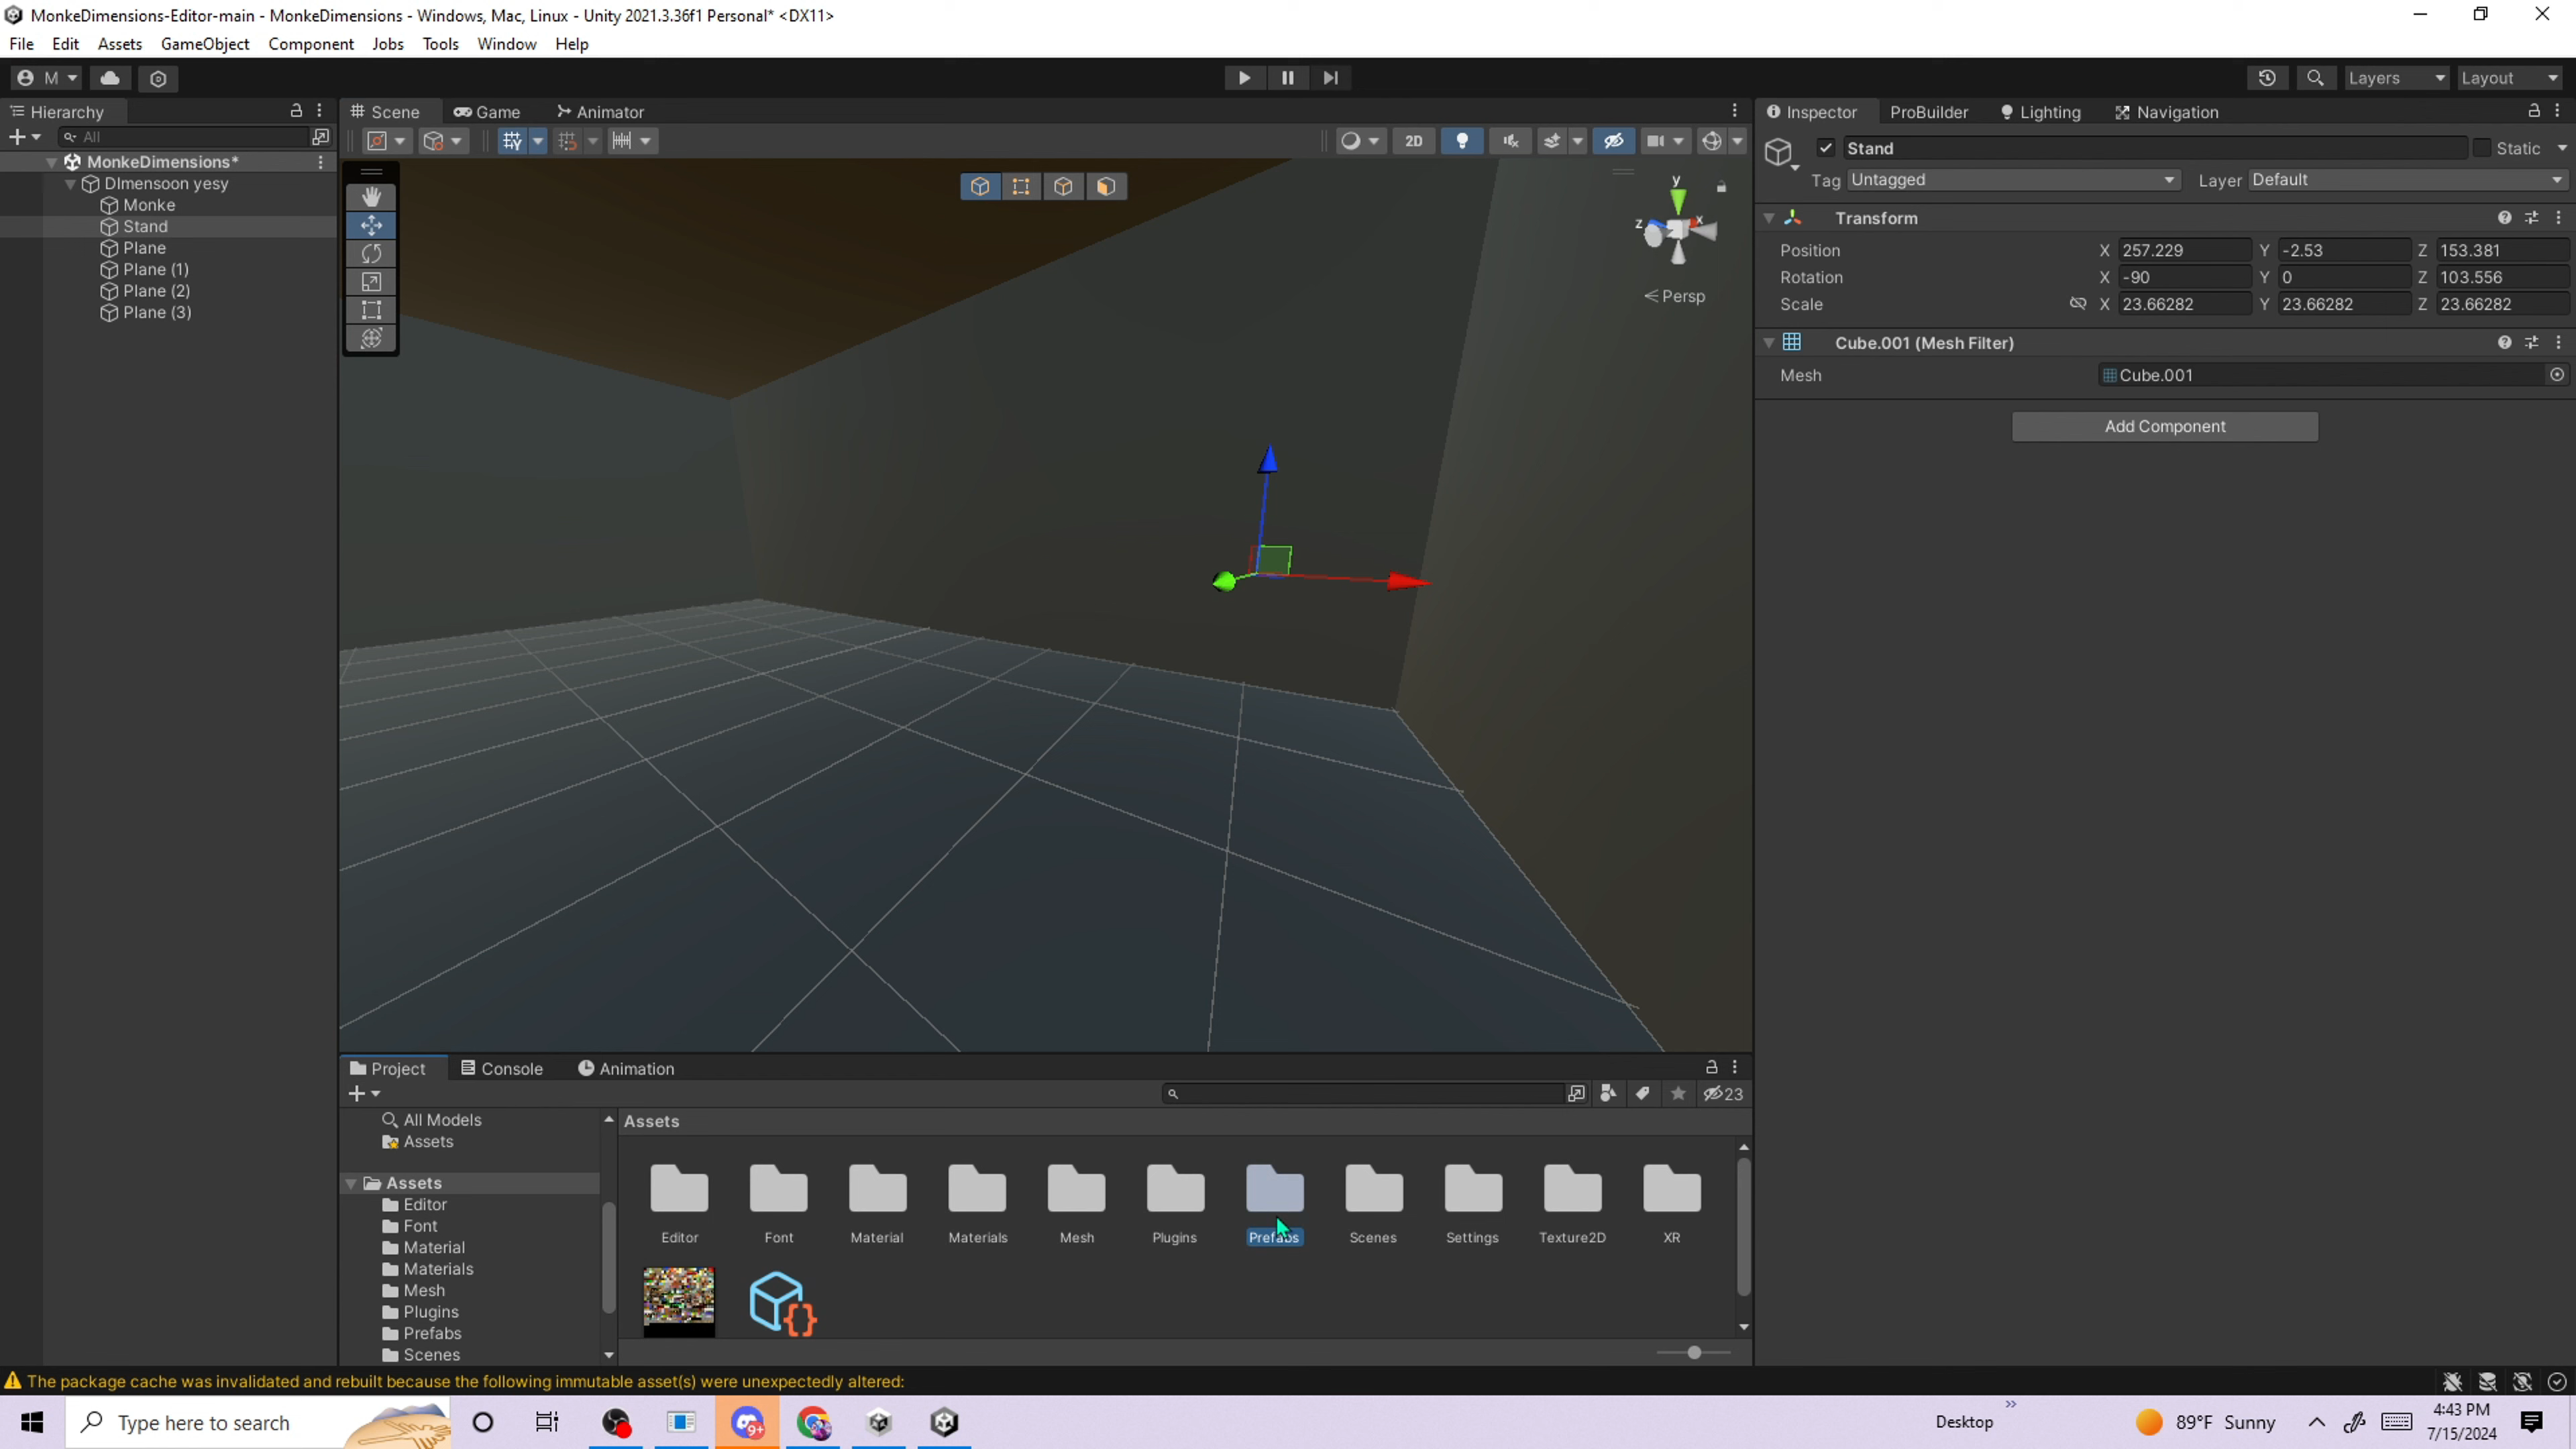 MonkeDimensions-Editor-main - MonkeDimensions - Windows, Mac, Linux - Unity 2021.3.36f1 Personal* <DX11>
File Edit Assets GameObject Component Jobs Tools Window Help
M Layers Layout
Hierarchy
All
MonkeDimensions*
DImensoon yesy
Monke
Stand
Plane
Plane (1)
Plane (2)
Plane (3)
Scene Game Animator
2D
y
z x
Persp
Inspector ProBuilder Lighting Navigation
Stand Static
Tag Untagged Layer Default
Transform
Position X 257.229 Y -2.53 Z 153.381
Rotation X -90 Y 0 Z 103.556
Scale X 23.66282 Y 23.66282 Z 23.66282
Cube.001 (Mesh Filter)
Mesh Cube.001
Add Component
Project Console Animation
23
All Models
Assets
Assets
Editor
Font
Material
Materials
Mesh
Plugins
Prefabs
Scenes
Assets
Editor Font Material Materials Mesh Plugins Prefabs Scenes Settings Texture2D XR
The package cache was invalidated and rebuilt because the following immutable asset(s) were unexpectedly altered:
Type here to search
9+
Desktop
89°F Sunny
4:43 PM
7/15/2024